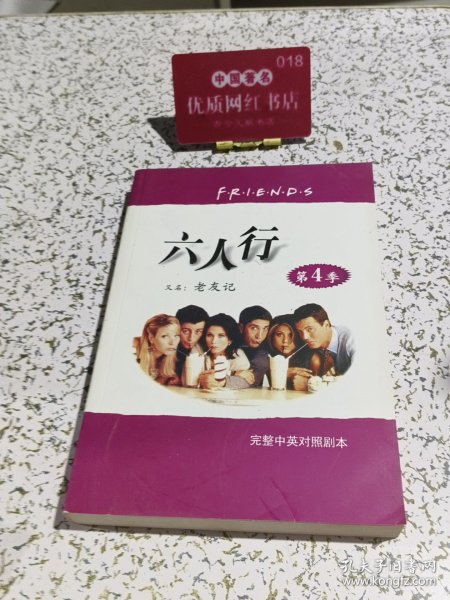 018
中国著名
优质网红书店
F·R·I·E·N·D·S
六人行
第4季
又名：老友记
完整中英对照剧本
孔夫子旧书网
kongfz.com